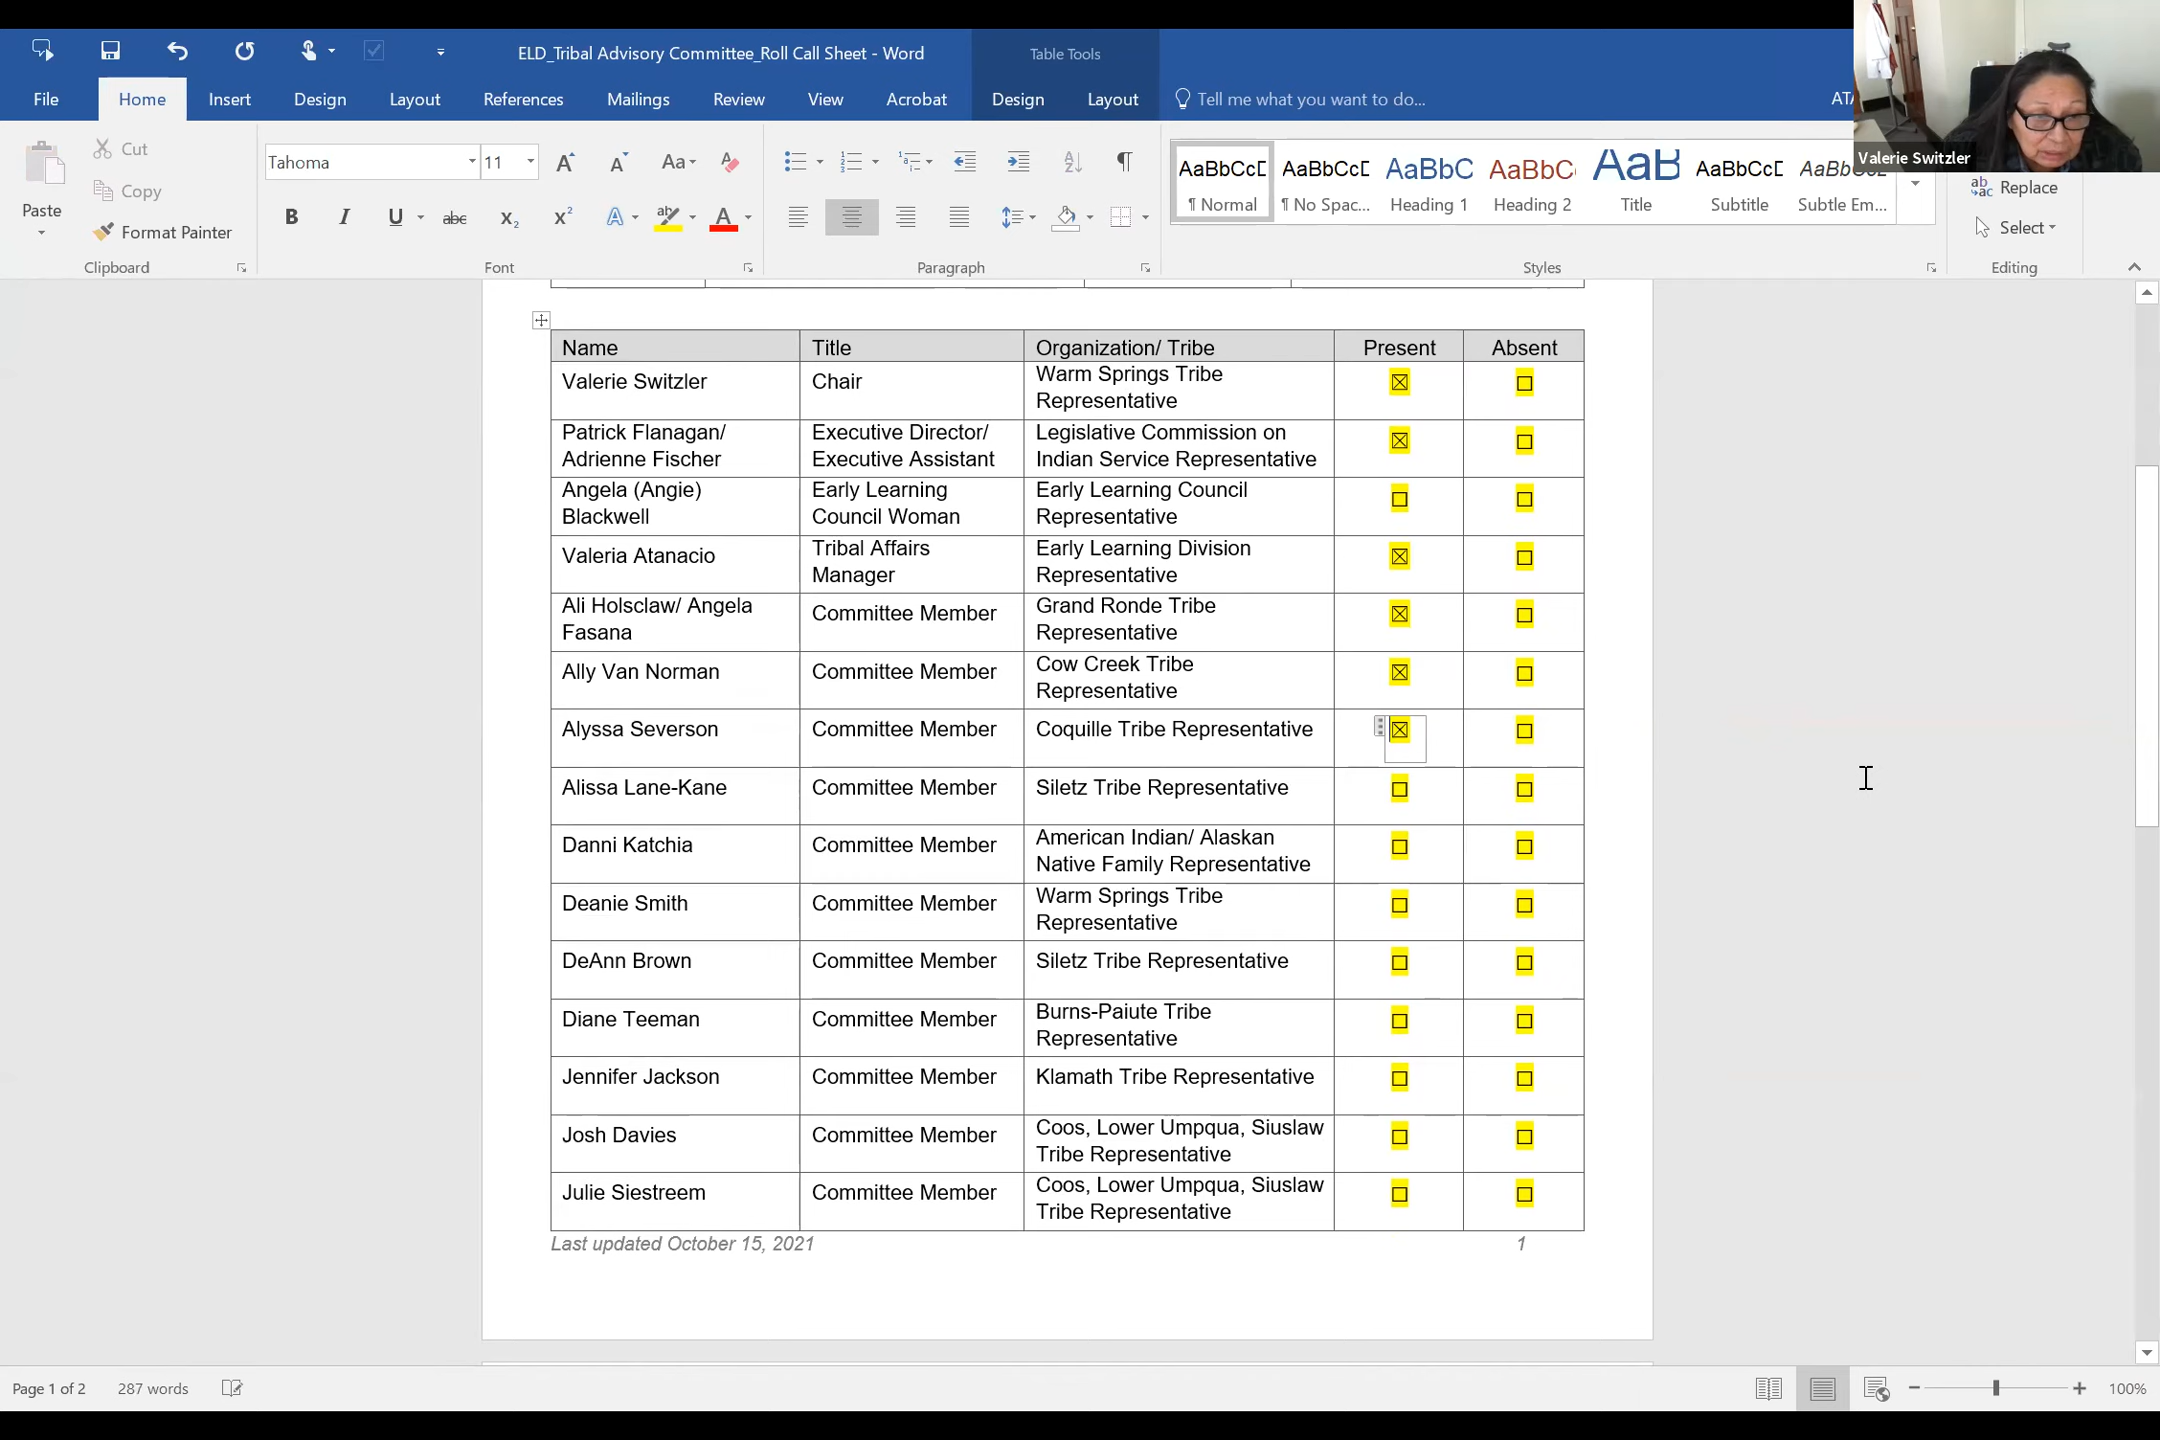 ELD_Tribal Advisory Committee_Roll Call Sheet - Word
Table Tools
File Home Insert Design Layout References Mailings Review View Acrobat Design Layout Tell me what you want to do...
Valerie Switzler
Paste
Cut
Copy
Format Painter
Clipboard
Tahoma 11
Font
Paragraph
AaBbCcD AaBbCcD AaBbC AaBbC AaB AaBbCcD
¶ Normal ¶ No Spac... Heading 1 Heading 2 Title Subtitle Subtle Em...
Styles
Replace
Select
Editing
Name Title Organization/ Tribe Present Absent
Valerie Switzler Chair Warm Springs Tribe
Representative ☒ ☐
Patrick Flanagan/ Executive Director/ Legislative Commission on
Adrienne Fischer Executive Assistant Indian Service Representative ☒ ☐
Angela (Angie) Early Learning Early Learning Council
Blackwell Council Woman Representative ☐ ☐
Valeria Atanacio Tribal Affairs Early Learning Division
Manager Representative ☒ ☐
Ali Holsclaw/ Angela Committee Member Grand Ronde Tribe
Fasana Representative ☒ ☐
Ally Van Norman Committee Member Cow Creek Tribe
Representative ☒ ☐
Alyssa Severson Committee Member Coquille Tribe Representative ☒ ☐
Alissa Lane-Kane Committee Member Siletz Tribe Representative ☐ ☐
Danni Katchia Committee Member American Indian/ Alaskan
Native Family Representative ☐ ☐
Deanie Smith Committee Member Warm Springs Tribe
Representative ☐ ☐
DeAnn Brown Committee Member Siletz Tribe Representative ☐ ☐
Diane Teeman Committee Member Burns-Paiute Tribe
Representative ☐ ☐
Jennifer Jackson Committee Member Klamath Tribe Representative ☐ ☐
Josh Davies Committee Member Coos, Lower Umpqua, Siuslaw
Tribe Representative ☐ ☐
Julie Siestreem Committee Member Coos, Lower Umpqua, Siuslaw
Tribe Representative ☐ ☐
Last updated October 15, 2021 1
Page 1 of 2 287 words 100%